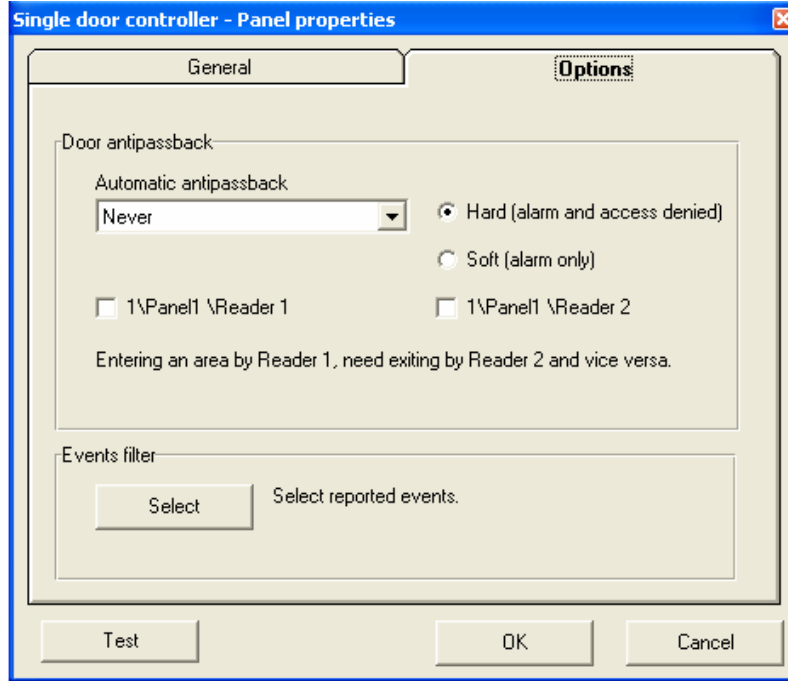 Single door controller - Panel properties
General
Options
Door antipassback
Automatic antipassback
Never
Hard (alarm and access denied)
Soft (alarm only)
1\Panel1 \Reader 1
1\Panel1 \Reader 2
Entering an area by Reader 1, need exiting by Reader 2 and vice versa.
Events filter
Select
Select reported events.
Test
OK
Cancel